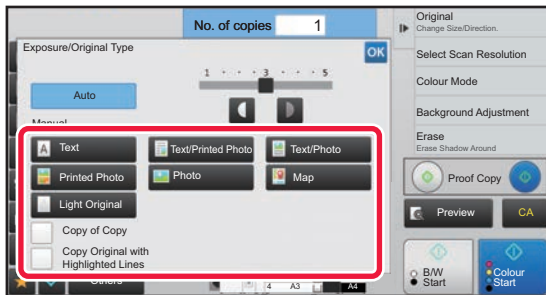 No. of copies 1
Exposure/Original Type
OK
1 3 5
Auto
Manual
Text
Text/Printed Photo
Text/Photo
Printed Photo
Photo
Map
Light Original
Copy of Copy
Copy Original with
Highlighted Lines
Others
4 A3 A4
Original
Change Size/Direction.
Select Scan Resolution
Colour Mode
Background Adjustment
Erase
Erase Shadow Around
Proof Copy
Preview
CA
B/W
Start
Colour
Start